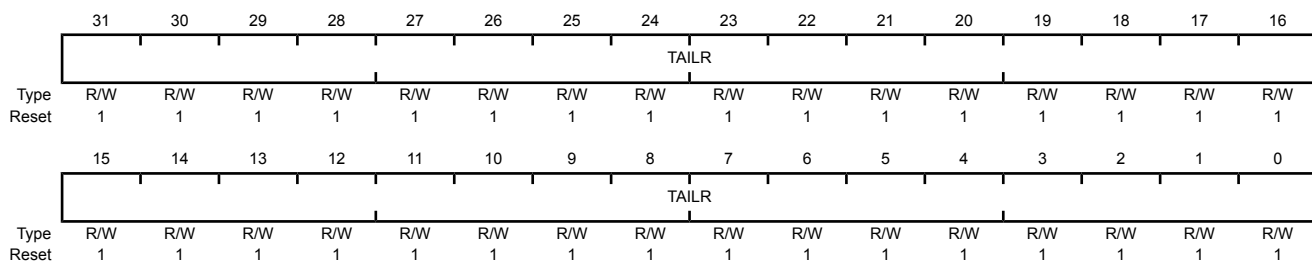 31 30 29 28 27 26 25 24 23 22 21 20 19 18 17 16
TAILR
Type R/W R/W R/W R/W R/W R/W R/W R/W R/W R/W R/W R/W R/W R/W R/W R/W
Reset 1 1 1 1 1 1 1 1 1 1 1 1 1 1 1 1
15 14 13 12 11 10 9 8 7 6 5 4 3 2 1 0
TAILR
Type R/W R/W R/W R/W R/W R/W R/W R/W R/W R/W R/W R/W R/W R/W R/W R/W
Reset 1 1 1 1 1 1 1 1 1 1 1 1 1 1 1 1